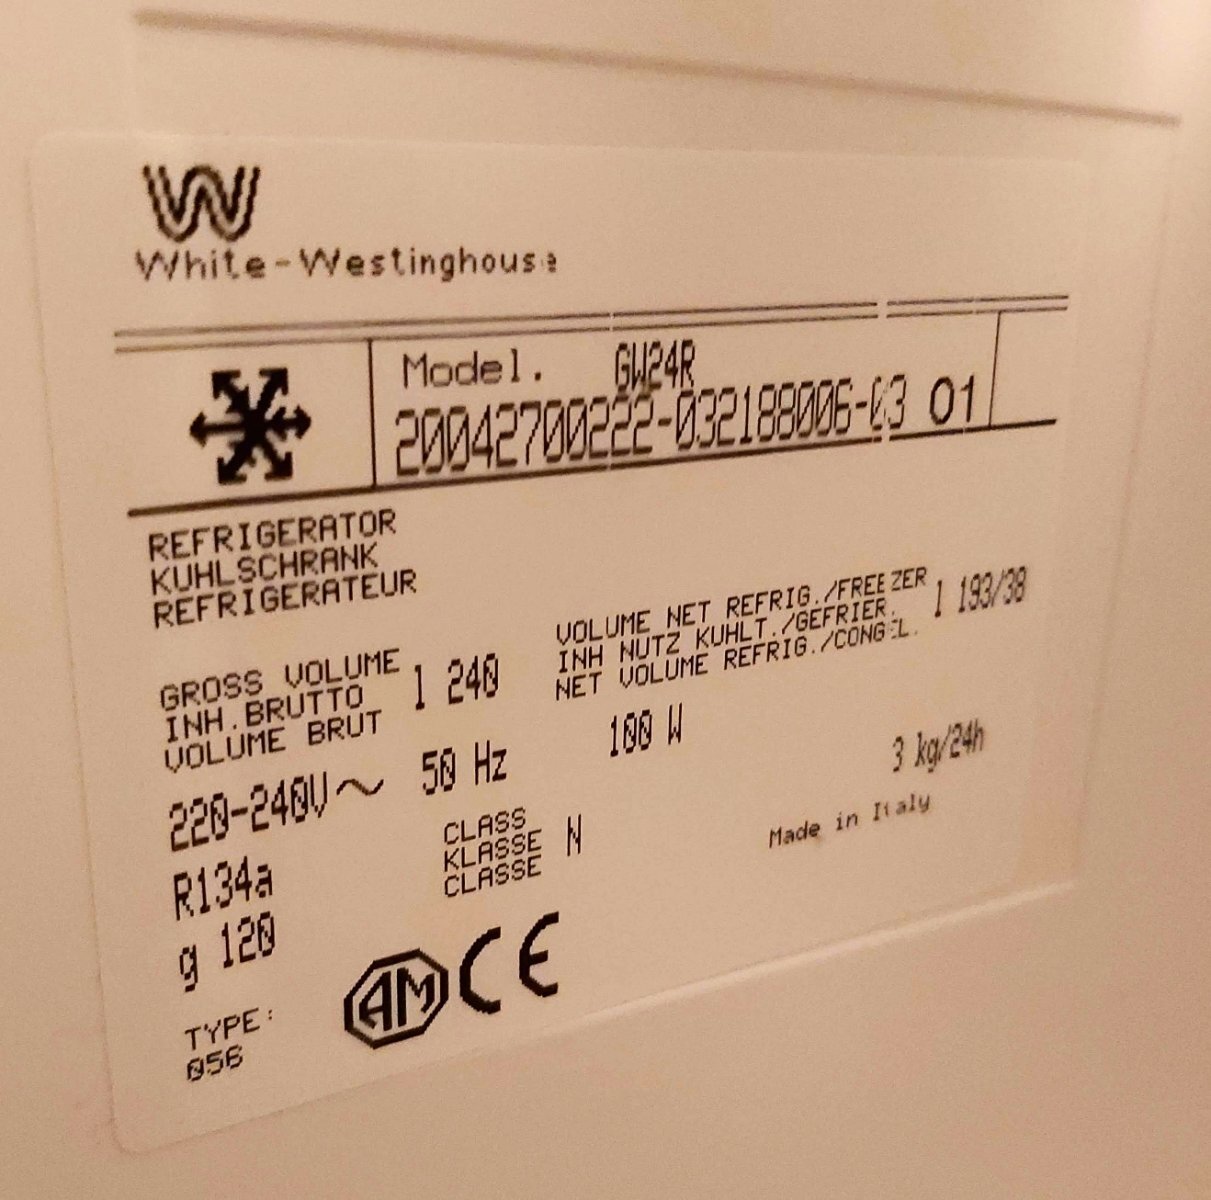 W
White-Westinghouse
Model. GW24R
20042700222-032188006-03 01
REFRIGERATOR
KUHLSCHRANK
REFRIGERATEUR
GROSS VOLUME
INH.BRUTTO
VOLUME BRUT
l 240
VOLUME NET REFRIG./FREEZER
INH NUTZ KUHLT./GEFRIER.
NET VOLUME REFRIG./CONGEL.
l 193/38
220-240V~ 50 Hz 100 W
3 kg/24h
R134a
CLASS
KLASSE
CLASSE
N
Made in Italy
g 120
TYPE:
056
AM CE